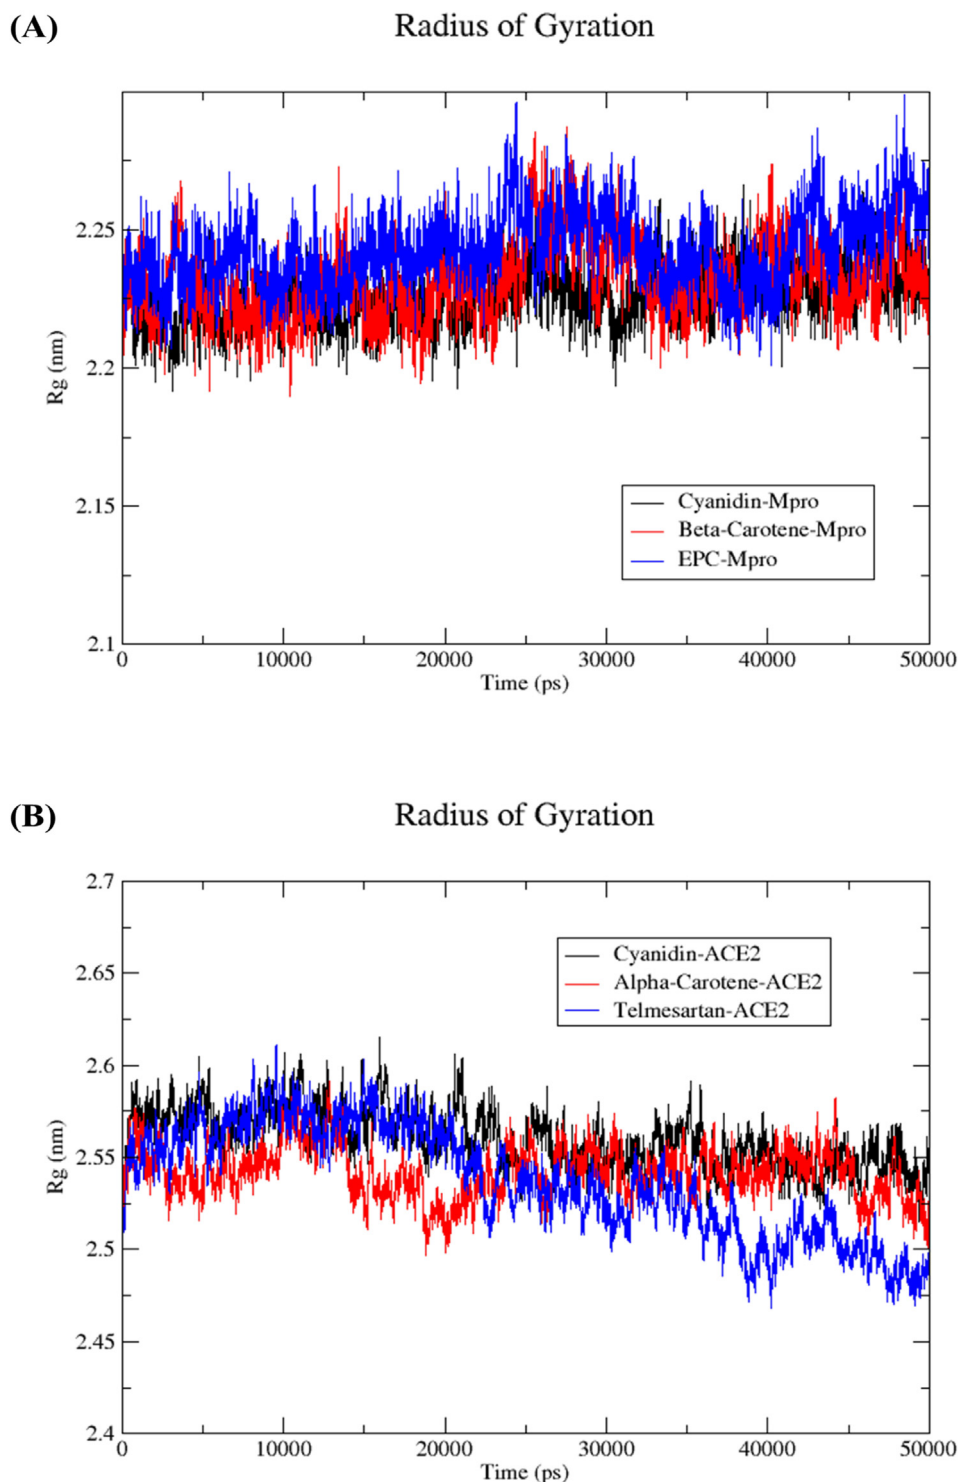 (A)
Radius of Gyration
2.25
2.2
2.15
2.1
Rg (nm)
Cyanidin-Mpro
Beta-Carotene-Mpro
EPC-Mpro
0 10000 20000 30000 40000 50000
Time (ps)
(B)
Radius of Gyration
2.7
2.65
2.6
2.55
2.5
2.45
2.4
Rg (nm)
Cyanidin-ACE2
Alpha-Carotene-ACE2
Telmesartan-ACE2
0 10000 20000 30000 40000 50000
Time (ps)